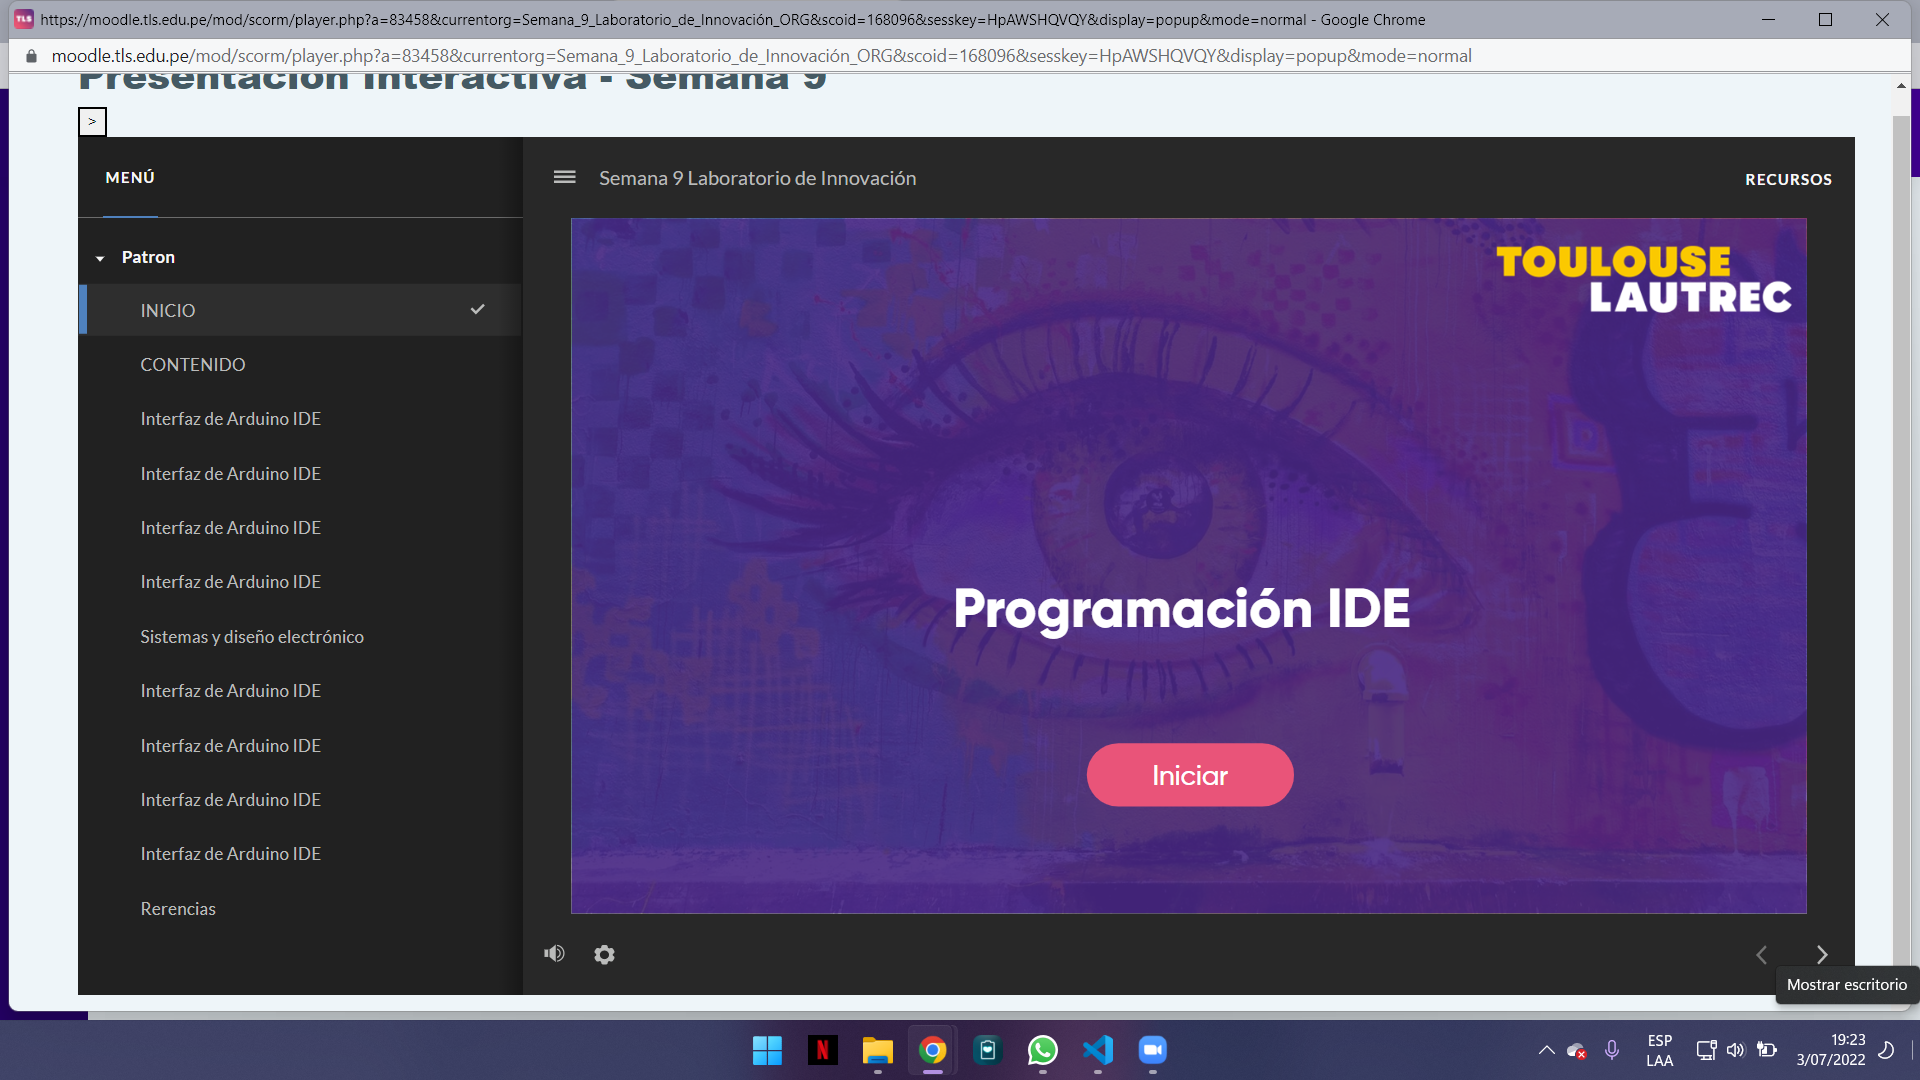 https://moodle.tls.edu.pe/mod/scorm/player.php?a=83458&currentorg=Semana_9_Laboratorio_de_Innovación_ORG&scoid=168096&sesskey=HpAWSHQVQY&display=popup&mode=normal - Google Chrome
moodle.tls.edu.pe/mod/scorm/player.php?a=83458&currentorg=Semana_9_Laboratorio_de_Innovación_ORG&scoid=168096&sesskey=HpAWSHQVQY&display=popup&mode=normal
Presentación Interactiva - Semana 9
>
MENÚ
Semana 9 Laboratorio de Innovación
RECURSOS
Patron
INICIO
CONTENIDO
Interfaz de Arduino IDE
Interfaz de Arduino IDE
Interfaz de Arduino IDE
Interfaz de Arduino IDE
Sistemas y diseño electrónico
Interfaz de Arduino IDE
Interfaz de Arduino IDE
Interfaz de Arduino IDE
Interfaz de Arduino IDE
Rerencias
TOULOUSE
LAUTREC
Programación IDE
Iniciar
Mostrar escritorio
ESP
LAA
19:23
3/07/2022